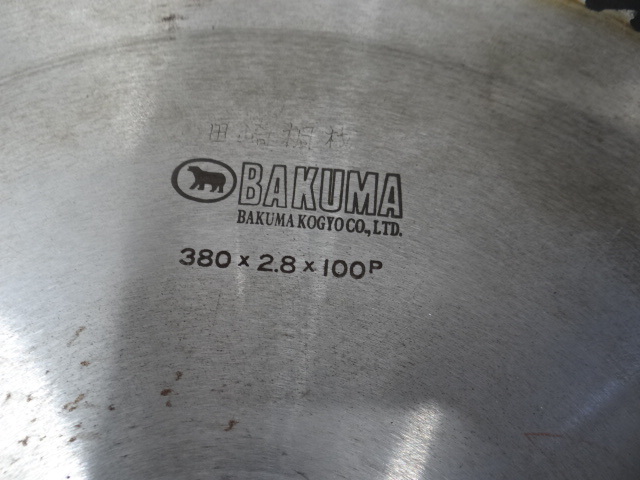 BAKUMA
BAKUMA KOGYO CO., LTD.
380 × 2.8 × 100P